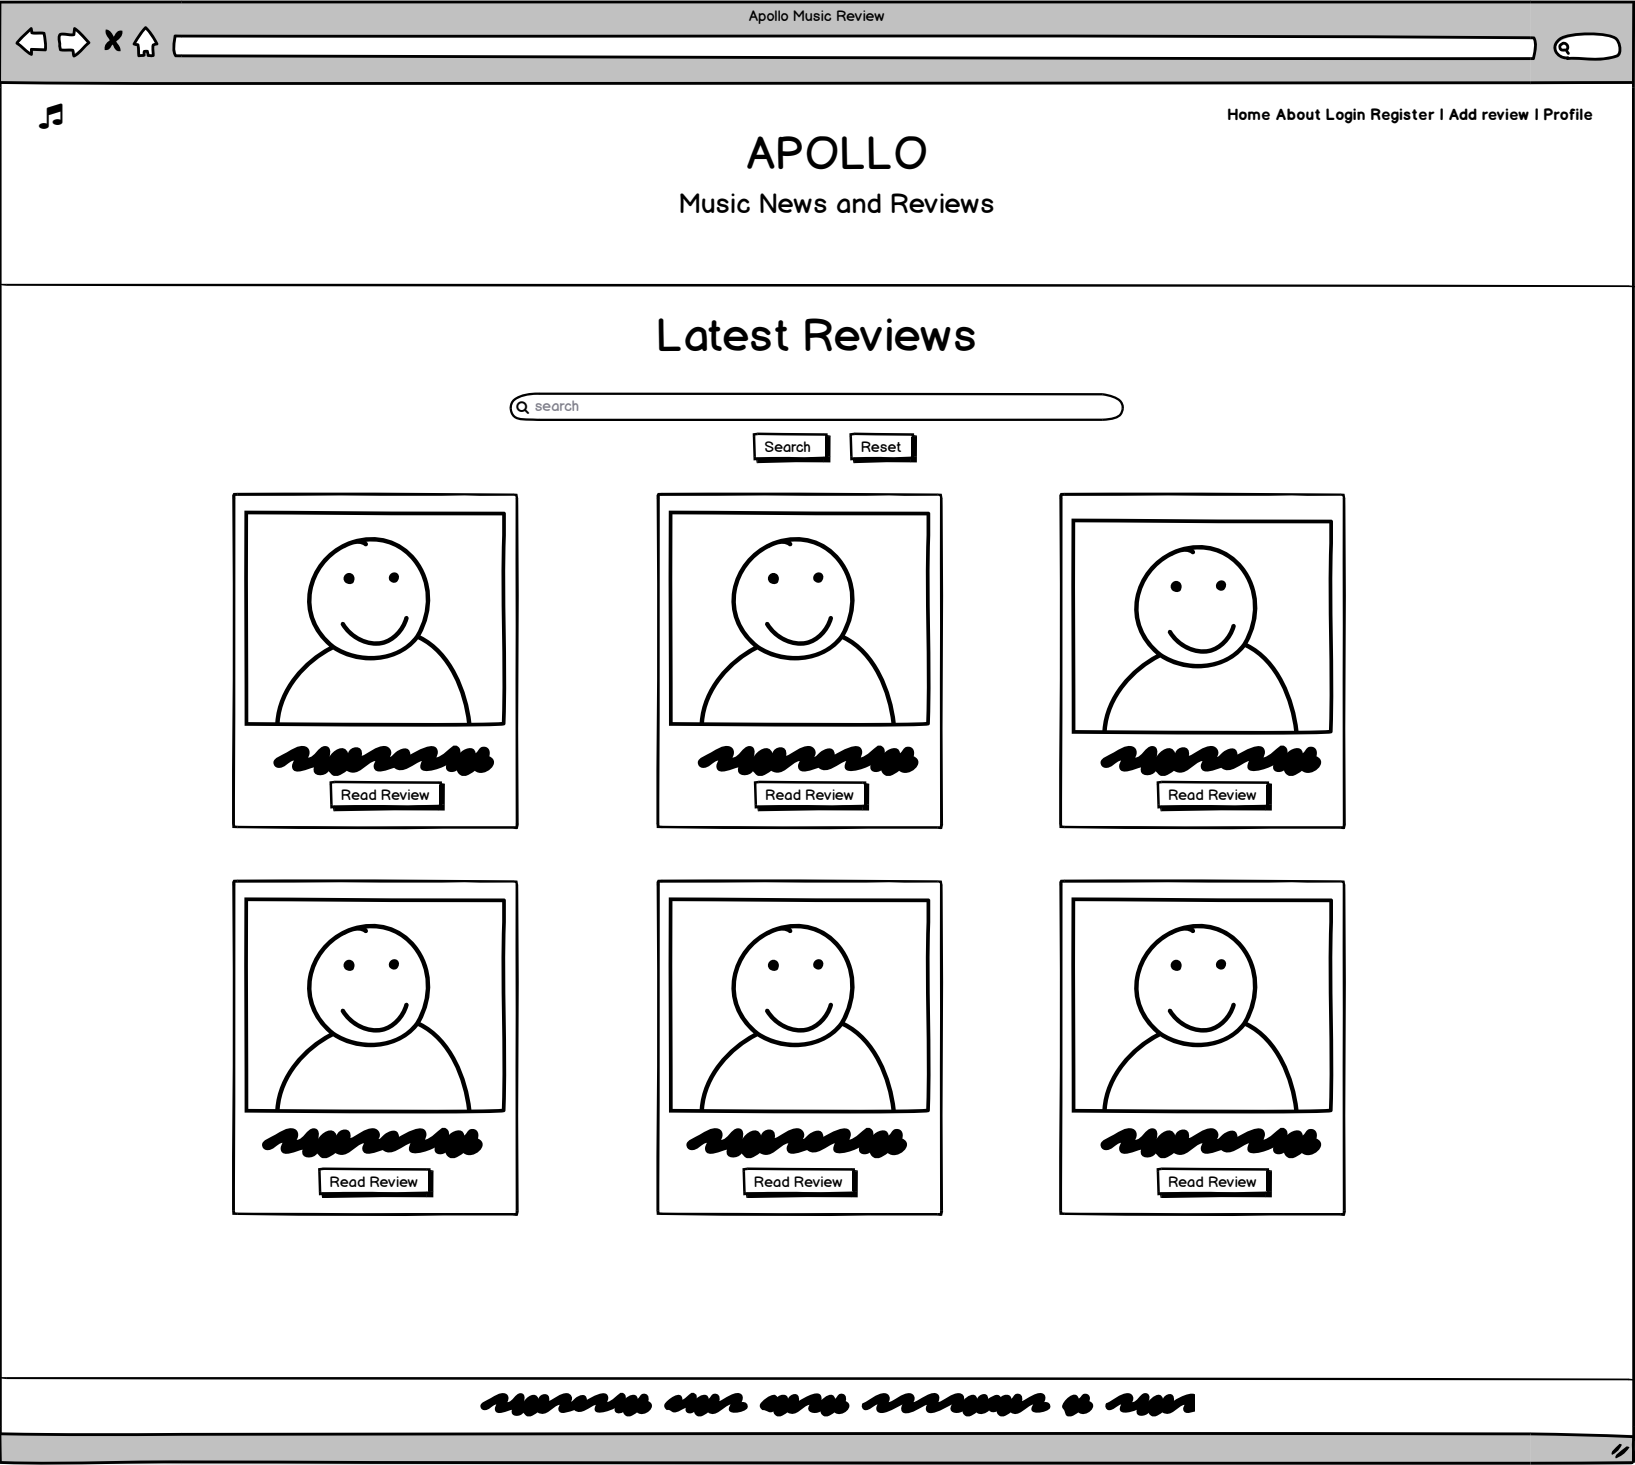 Apollo Music Review
Home About Login Register | Add review | Profile
APOLLO
Music News and Reviews
Latest Reviews
search
Search Reset
Read Review Read Review Read Review
Read Review Read Review Read Review